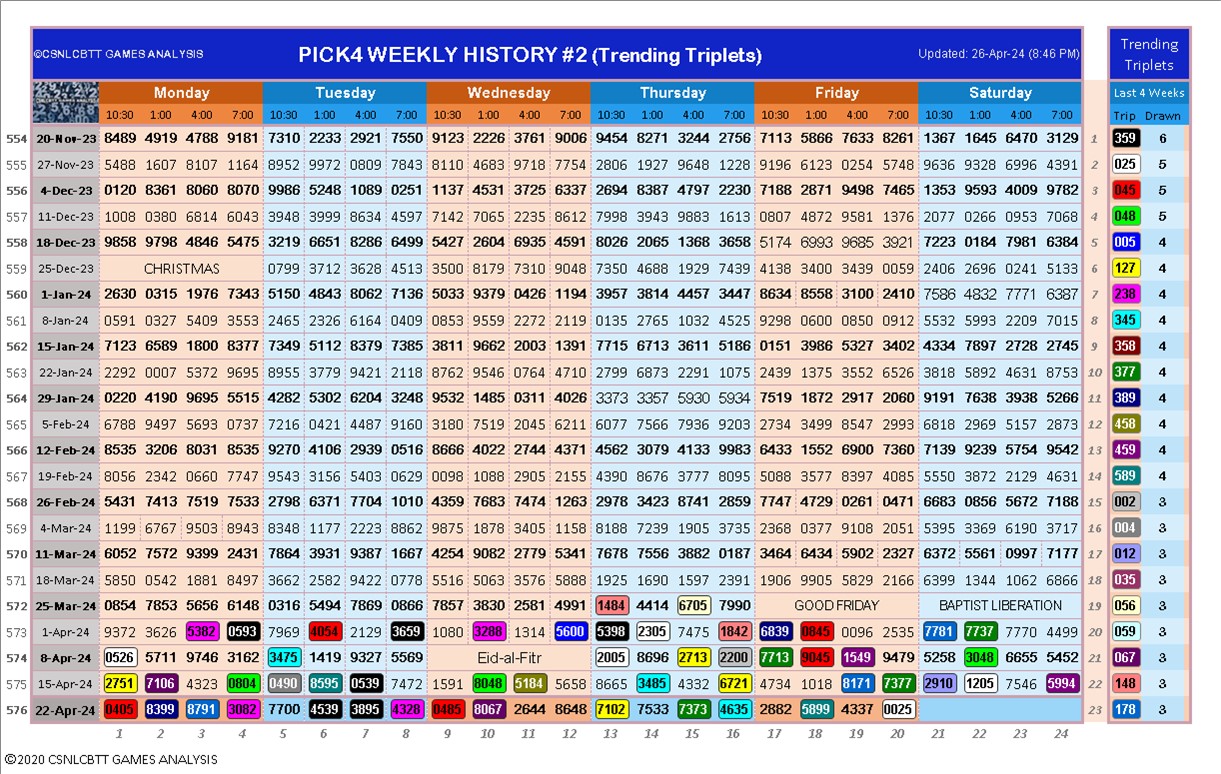 ©CSNLCBTT GAMES ANALYSIS PICK4 WEEKLY HISTORY #2 (Trending Triplets) Updated: 26-Apr-24 (8:46 PM)
Trending
Triplets
Monday Tuesday Wednesday Thursday Friday Saturday Last 4 Weeks
10:30 1:00 4:00 7:00 10:30 1:00 4:00 7:00 10:30 1:00 4:00 7:00 10:30 1:00 4:00 7:00 10:30 1:00 4:00 7:00 10:30 1:00 4:00 7:00 Trip Drawn
554 20-Nov-23 8489 4919 4788 9181 7310 2233 2921 7550 9123 2226 3761 9006 9454 8271 3244 2756 7113 5866 7633 8261 1367 1645 6470 3129 1 359 6
555 27-Nov-23 5488 1607 8107 1164 8952 9972 0809 7843 8110 4683 9718 7754 2806 1927 9648 1228 9196 6123 0254 5748 9636 9328 6996 4391 2 025 5
556 4-Dec-23 0120 8361 8060 8070 9986 5248 1089 0251 1137 4531 3725 6337 2694 8387 4797 2230 7188 2871 9498 7465 1353 9593 4009 9782 3 045 5
557 11-Dec-23 1008 0380 6814 6043 3948 3999 8634 4597 7142 7065 2235 8612 7998 3943 9883 1613 0807 4872 9581 1376 2077 0266 0953 7068 4 048 5
558 18-Dec-23 9858 9798 4846 5475 3219 6651 8286 6499 5427 2604 6935 4591 8026 2065 1368 3658 5174 6993 9685 3921 7223 0184 7981 6384 5 005 4
559 25-Dec-23 CHRISTMAS 0799 3712 3628 4513 3500 8179 7310 9048 7350 4688 1929 7439 4138 3400 3439 0059 2406 2696 0241 5133 6 127 4
560 1-Jan-24 2630 0315 1976 7343 5150 4843 8062 7136 5033 9379 0426 1194 3957 3814 4457 3447 8634 8558 3100 2410 7586 4832 7771 6387 7 238 4
561 8-Jan-24 0591 0327 5409 3553 2465 2326 6164 0409 0853 9559 2272 2119 0135 2765 1052 4525 9298 0600 0850 0912 5532 5993 2209 7015 8 345 4
562 15-Jan-24 7123 6589 1800 8377 7349 5112 8379 7385 3811 9662 2003 1391 7715 6713 3611 5186 0151 3986 5327 3402 4334 7897 2728 2745 9 358 4
563 22-Jan-24 2292 0007 5372 9695 8955 3779 9421 2118 8762 9546 0764 4710 2799 6873 2291 1075 2439 1375 3552 6526 3818 5892 4631 8753 10 377 4
564 29-Jan-24 0220 4190 9695 5515 4282 5302 6204 3248 9532 1485 0311 4026 3373 3357 5930 5934 7519 1872 2917 2060 9191 7638 3938 5266 11 389 4
565 5-Feb-24 6788 9497 5693 0737 7216 0421 4487 9160 3180 7519 2045 6211 6077 7566 7936 9203 2734 3499 8547 2993 6818 2969 5157 2873 12 458 4
566 12-Feb-24 8535 3206 8031 8535 9270 4106 2939 0516 8666 4022 2744 4371 4562 3079 4133 9983 6433 1552 6900 7360 7139 9239 5754 9542 13 459 4
567 19-Feb-24 8056 2342 0660 7747 9543 3156 5403 0625 0098 1088 2905 2155 4390 8676 3777 8095 5088 3577 8397 4085 5550 3872 2129 4631 14 589 4
568 26-Feb-24 5431 7413 7519 7533 2798 6371 7704 1010 4359 7683 7474 1263 2978 3423 8741 2859 7747 4729 0261 0471 6683 0856 5672 7188 15 002 3
569 4-Mar-24 1199 6767 9503 8943 8348 1177 2223 8862 8975 1878 3405 1158 8188 7239 1905 3735 2368 0377 9108 2051 5395 3369 6190 3717 16 004 3
570 11-Mar-24 6052 7572 9399 2431 7864 3931 9387 1667 4254 9082 2779 5341 7678 7556 3882 0187 3464 6434 5902 2327 6372 5561 0997 7177 17 012 3
571 18-Mar-24 5850 0542 1881 8497 3662 2582 9422 0778 5516 5063 3576 5888 1925 1690 1597 2391 1906 9905 5829 2166 6399 1344 1062 6866 18 035 3
572 25-Mar-24 0854 7853 5656 6148 0316 5494 7869 0866 7857 3830 2581 4991 1484 4414 6705 7990 GOOD FRIDAY BAPTIST LIBERATION 19 056 3
573 1-Apr-24 9372 3626 5382 0593 7969 4054 2129 3659 1080 3288 1314 5600 5398 2305 7475 1842 6839 0845 0096 2535 7781 7737 7770 4499 20 059 3
574 8-Apr-24 0526 5711 9746 3162 3475 1419 9327 5569 Eid-al-Fitr 2005 8696 2713 2200 7713 9045 1549 9479 5258 3048 6655 5452 21 067 3
575 15-Apr-24 2751 7106 4323 0804 0490 8595 0539 7472 1591 8048 5184 5658 8665 3485 4332 6721 4734 1018 8171 7377 2910 1205 7546 5994 22 148 3
576 22-Apr-24 0405 8399 8791 3082 7700 4539 3895 4328 0485 8067 2644 8648 7102 7533 7373 4635 2882 5899 4337 0025 23 178 3
1 2 3 4 5 6 7 8 9 10 11 12 13 14 15 16 17 18 19 20 21 22 23 24
©2020 CSNLCBTT GAMES ANALYSIS